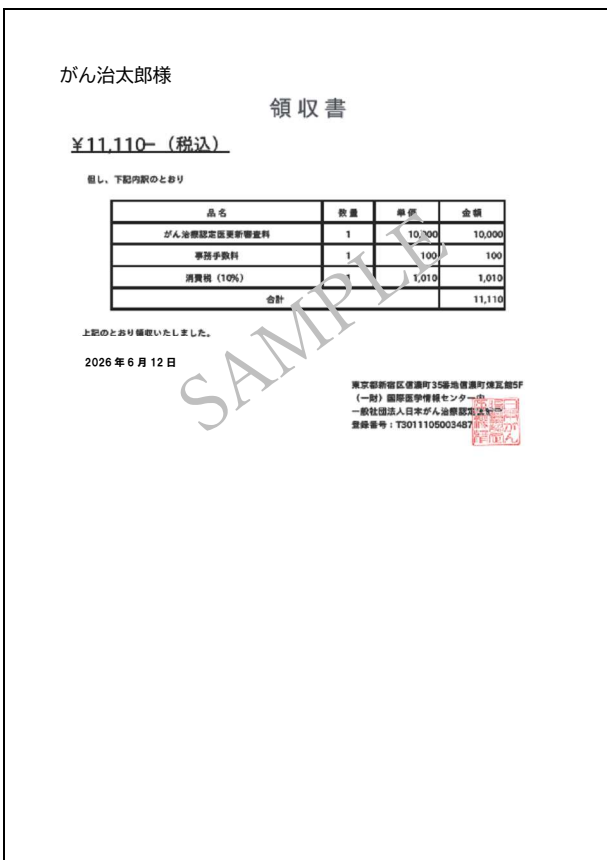 がん治太郎様
領収書
¥11,110-（税込）
但し、下記内訳のとおり
品名 数量 単価 金額
がん治療認定医更新審査料 1 10,000 10,000
事務手数料 1 100 100
消費税（10%） 1 1,010 1,010
合計 11,110
上記のとおり領収いたしました。
2026年6月12日
SAMPLE
東京都新宿区信濃町35番地信濃町煉瓦館5F
（一財）国際医学情報センター内
一般社団法人日本がん治療認定医機構
登録番号：T3011105003487